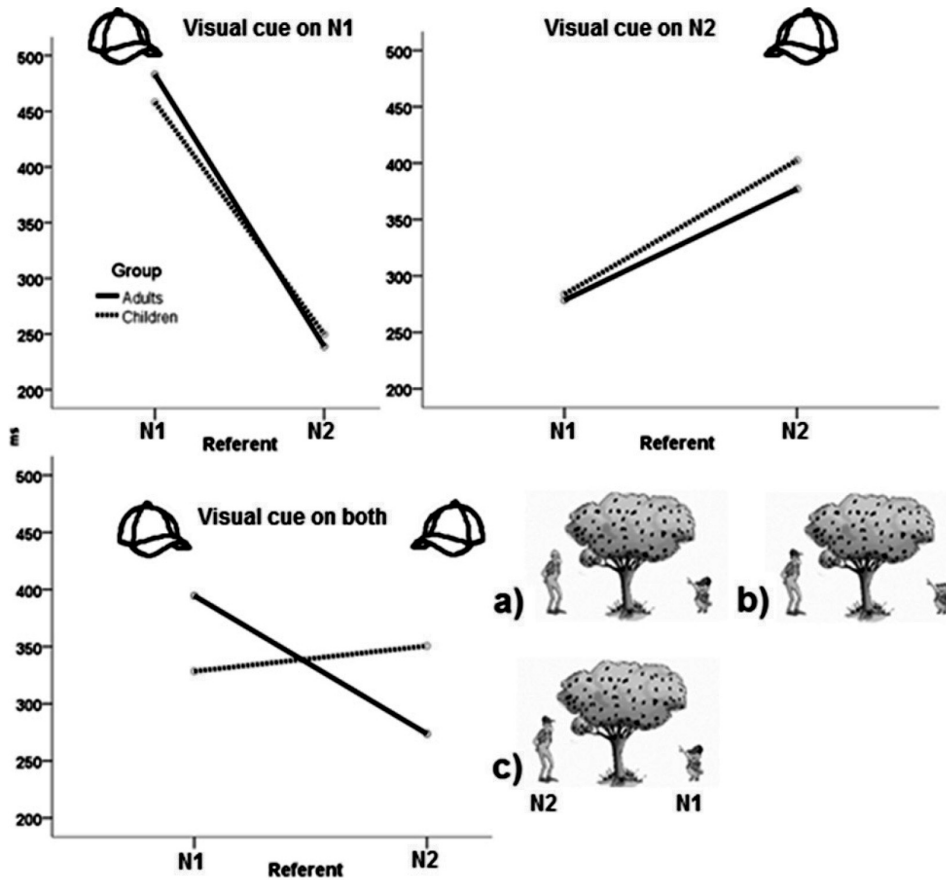 Visual cue on N1
500
450
400
350
300
250
200
Group
Adults
Children
N1
N2
Referent
Visual cue on N2
500
450
400
350
300
250
200
N1
N2
Referent
ms
Visual cue on both
500
450
400
350
300
250
200
N1
N2
Referent
a)
b)
c)
N2
N1